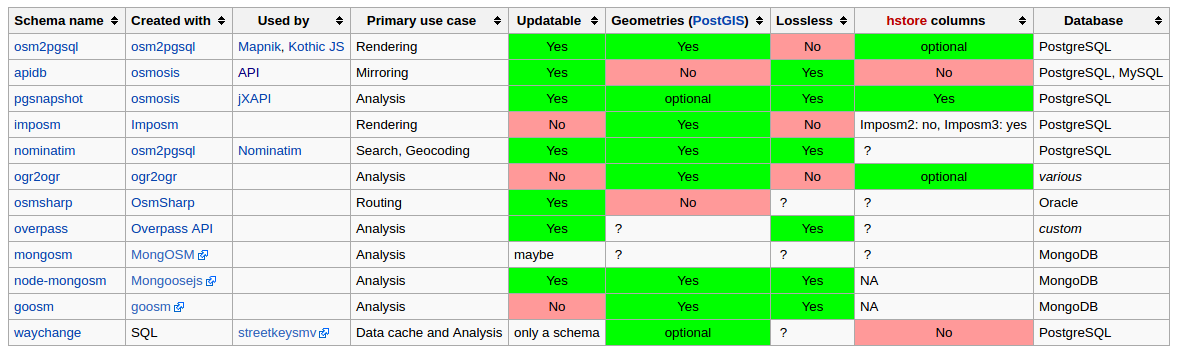 Schema name Created with Used by Primary use case Updatable Geometries (PostGIS) Lossless hstore columns Database
osm2pgsql osm2pgsql Mapnik, Kothic JS Rendering Yes Yes No optional PostgreSQL
apidb osmosis API Mirroring Yes No Yes No PostgreSQL, MySQL
pgsnapshot osmosis jXAPI Analysis Yes optional Yes Yes PostgreSQL
imposm Imposm Rendering No Yes No Imposm2: no, Imposm3: yes PostgreSQL
nominatim osm2pgsql Nominatim Search, Geocoding Yes Yes Yes ? PostgreSQL
ogr2ogr ogr2ogr Analysis No Yes No optional various
osmsharp OsmSharp Routing Yes No ? ? Oracle
overpass Overpass API Analysis Yes ? Yes ? custom
mongosm MongOSM Analysis maybe ? ? ? MongoDB
node-mongosm Mongoosejs Analysis Yes Yes Yes NA MongoDB
goosm goosm Analysis No Yes Yes NA MongoDB
waychange SQL streetkeysmv Data cache and Analysis only a schema optional ? No PostgreSQL